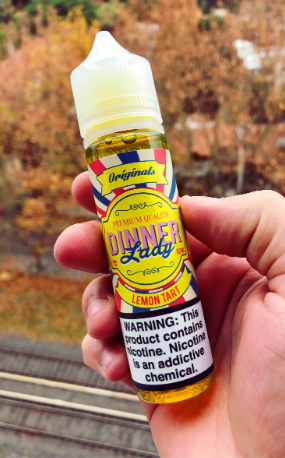 Originals
PREMIUM QUALITY
DINNER
Lady
LEMON TART
WARNING: This
product contains
nicotine. Nicotine
is an addictive
chemical.